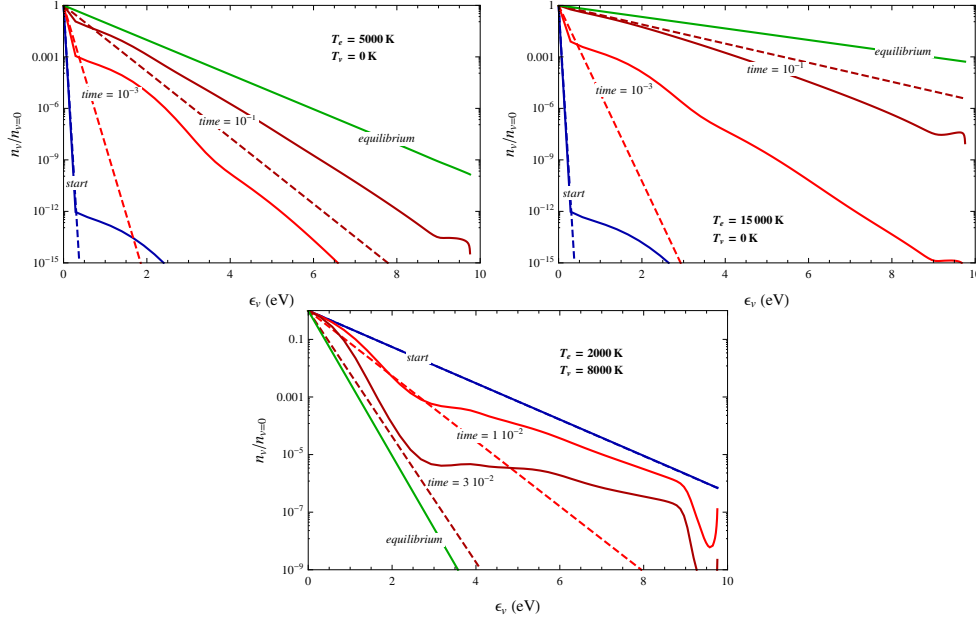 T_e = 5000 K
T_v = 0 K
n_v/n_{v=0}
1
0.001
10^{-6}
10^{-9}
10^{-12}
10^{-15}
time = 10^{-3}
time = 10^{-1}
equilibrium
start
0 2 4 6 8 10
ϵ_v (eV)
equilibrium
time = 10^{-1}
time = 10^{-3}
n_v/n_{v=0}
1
0.001
10^{-6}
10^{-9}
10^{-12}
10^{-15}
start
T_e = 15 000 K
T_v = 0 K
0 2 4 6 8 10
ϵ_v (eV)
T_e = 2000 K
T_v = 8000 K
n_v/n_{v=0}
0.1
0.001
10^{-5}
10^{-7}
10^{-9}
start
time = 1 10^{-2}
time = 3 10^{-2}
equilibrium
0 2 4 6 8 10
ϵ_v (eV)